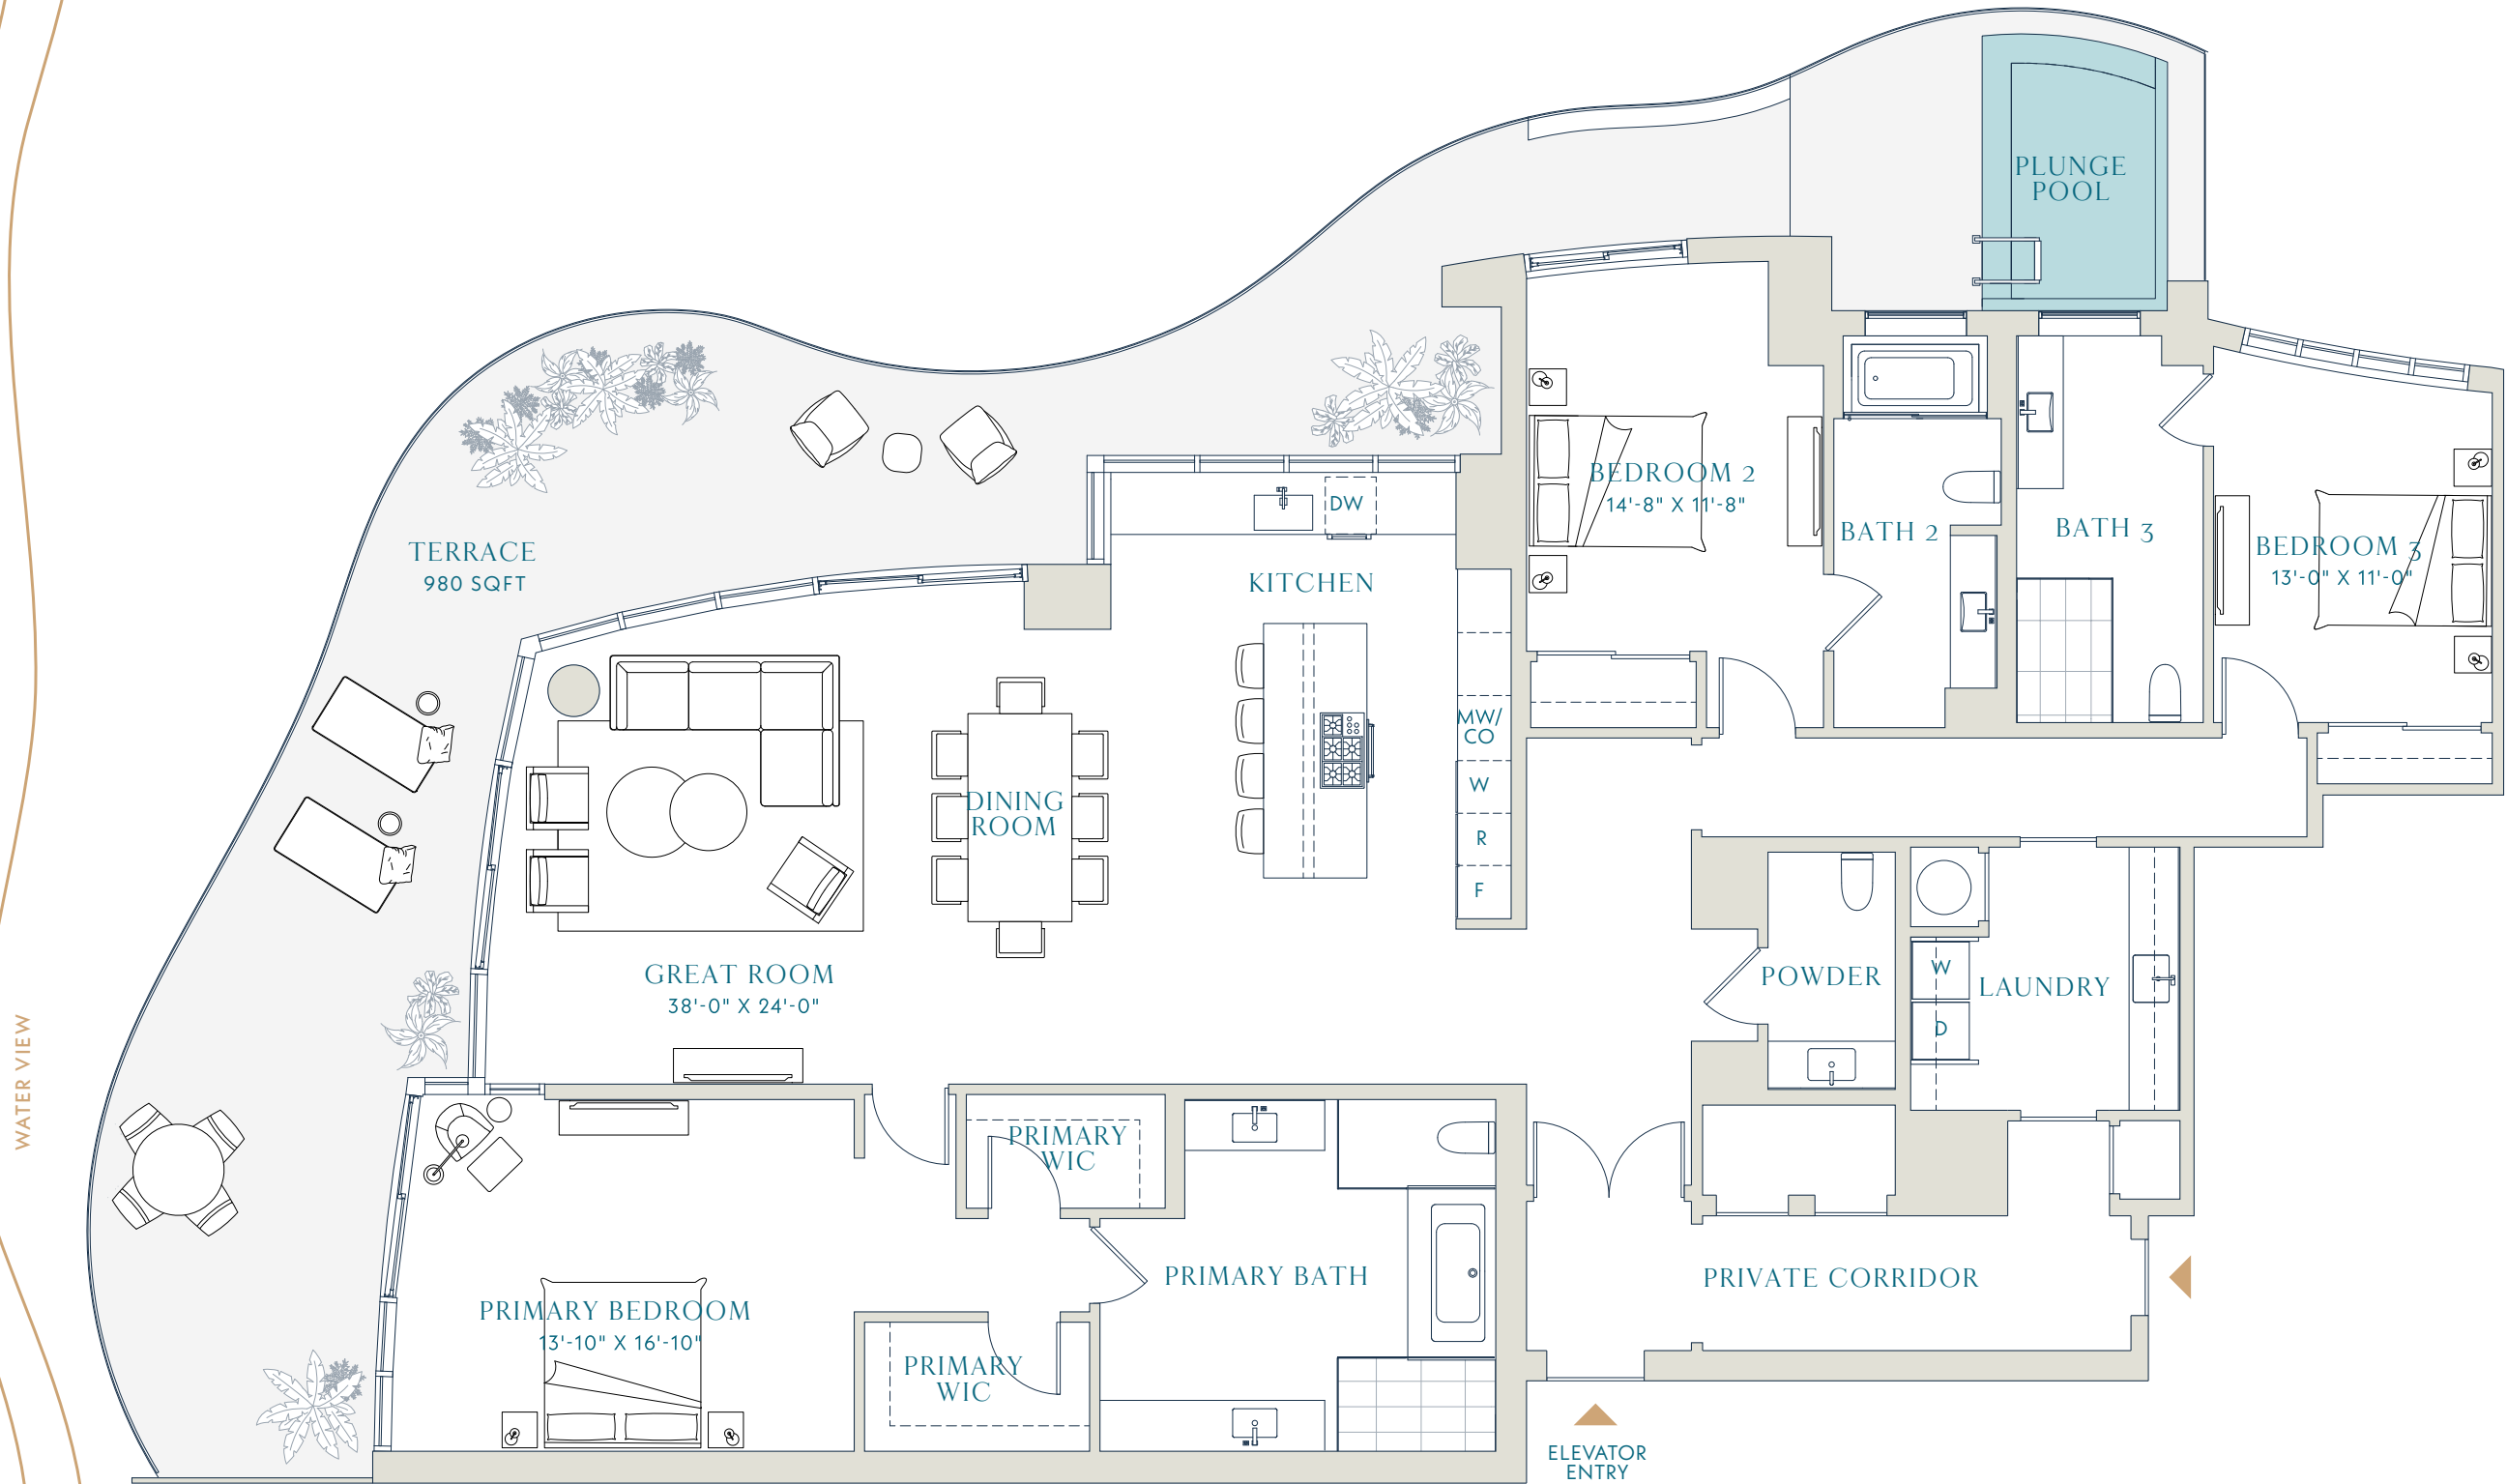 PLUNGE
POOL
BEDROOM 2
14'-8" X 11'-8"
DW
BATH 2
BATH 3
BEDROOM 3
13'-0" X 11'-0"
TERRACE
980 SQFT
KITCHEN
MW/
CO
W
R
F
DINING
ROOM
GREAT ROOM
38'-0" X 24'-0"
POWDER
W
D
LAUNDRY
WATER VIEW
PRIMARY
WIC
PRIMARY BATH
PRIVATE CORRIDOR
PRIMARY BEDROOM
13'-10" X 16'-10"
PRIMARY
WIC
ELEVATOR
ENTRY